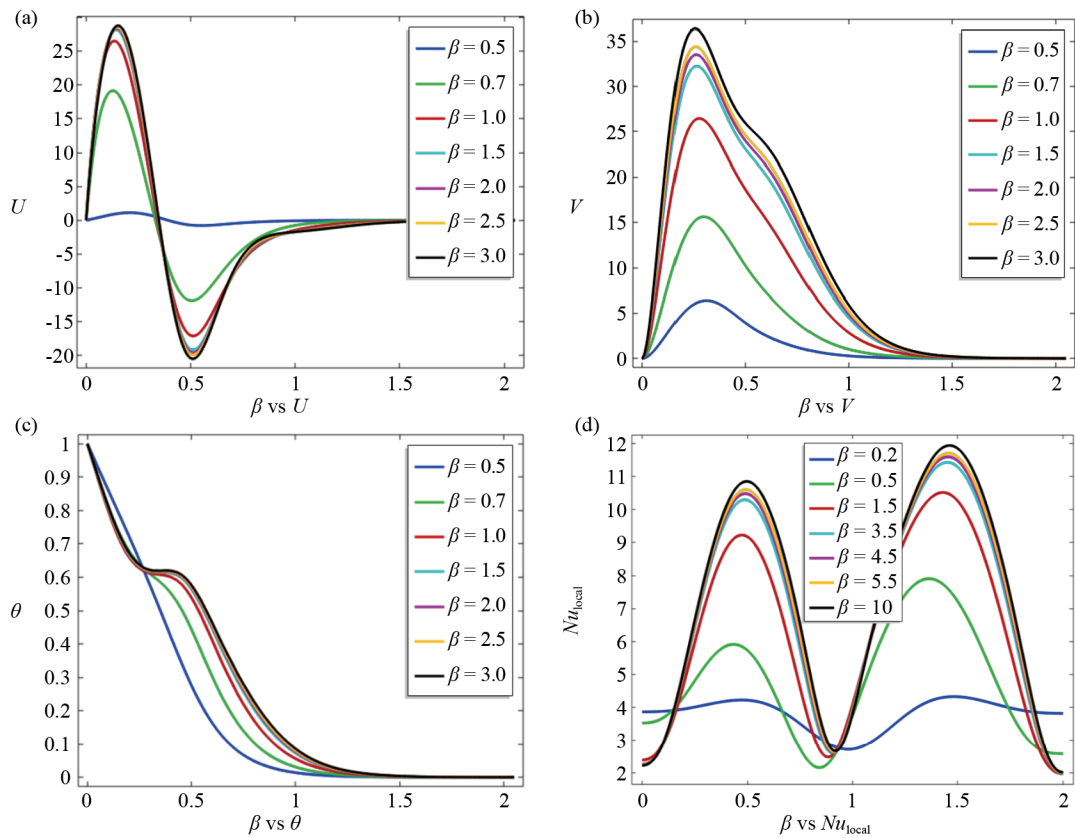 (a)
25
20
15
10
5
0
-5
-10
-15
-20
U
0
0.5
1
1.5
2
β vs U
β = 0.5
β = 0.7
β = 1.0
β = 1.5
β = 2.0
β = 2.5
β = 3.0
(b)
35
30
25
20
15
10
5
0
V
0
0.5
1
1.5
2
β vs V
β = 0.5
β = 0.7
β = 1.0
β = 1.5
β = 2.0
β = 2.5
β = 3.0
(c)
1
0.9
0.8
0.7
0.6
0.5
0.4
0.3
0.2
0.1
0
θ
0
0.5
1
1.5
2
β vs θ
β = 0.5
β = 0.7
β = 1.0
β = 1.5
β = 2.0
β = 2.5
β = 3.0
(d)
12
11
10
9
8
7
6
5
4
3
2
Nu_local
0
0.5
1
1.5
2
β vs Nu_local
β = 0.2
β = 0.5
β = 1.5
β = 3.5
β = 4.5
β = 5.5
β = 10